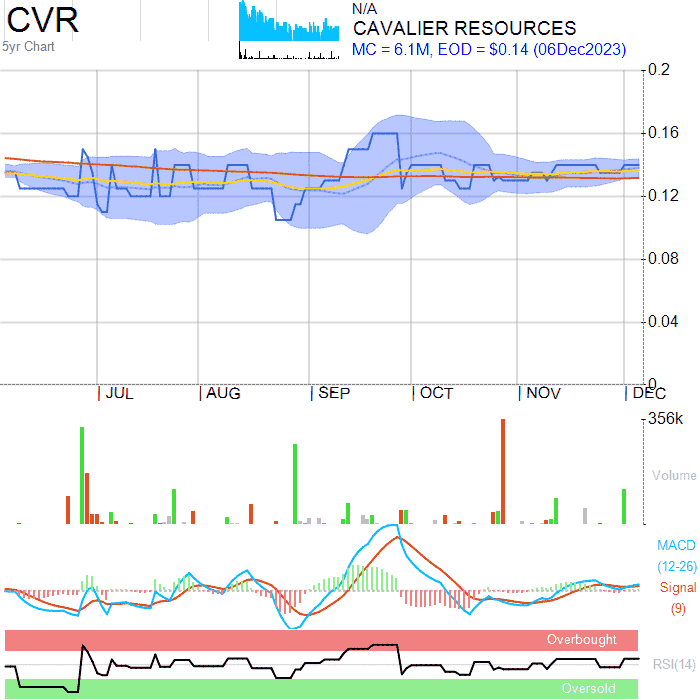 CVR
5yr Chart
N/A
CAVALIER RESOURCES
MC = 6.1M, EOD = $0.14 (06Dec2023)
0.2
0.16
0.12
0.08
0.04
0
JUL AUG SEP OCT NOV DEC
356k
Volume
MACD
(12-26)
Signal
(9)
Overbought
RSI(14)
Oversold